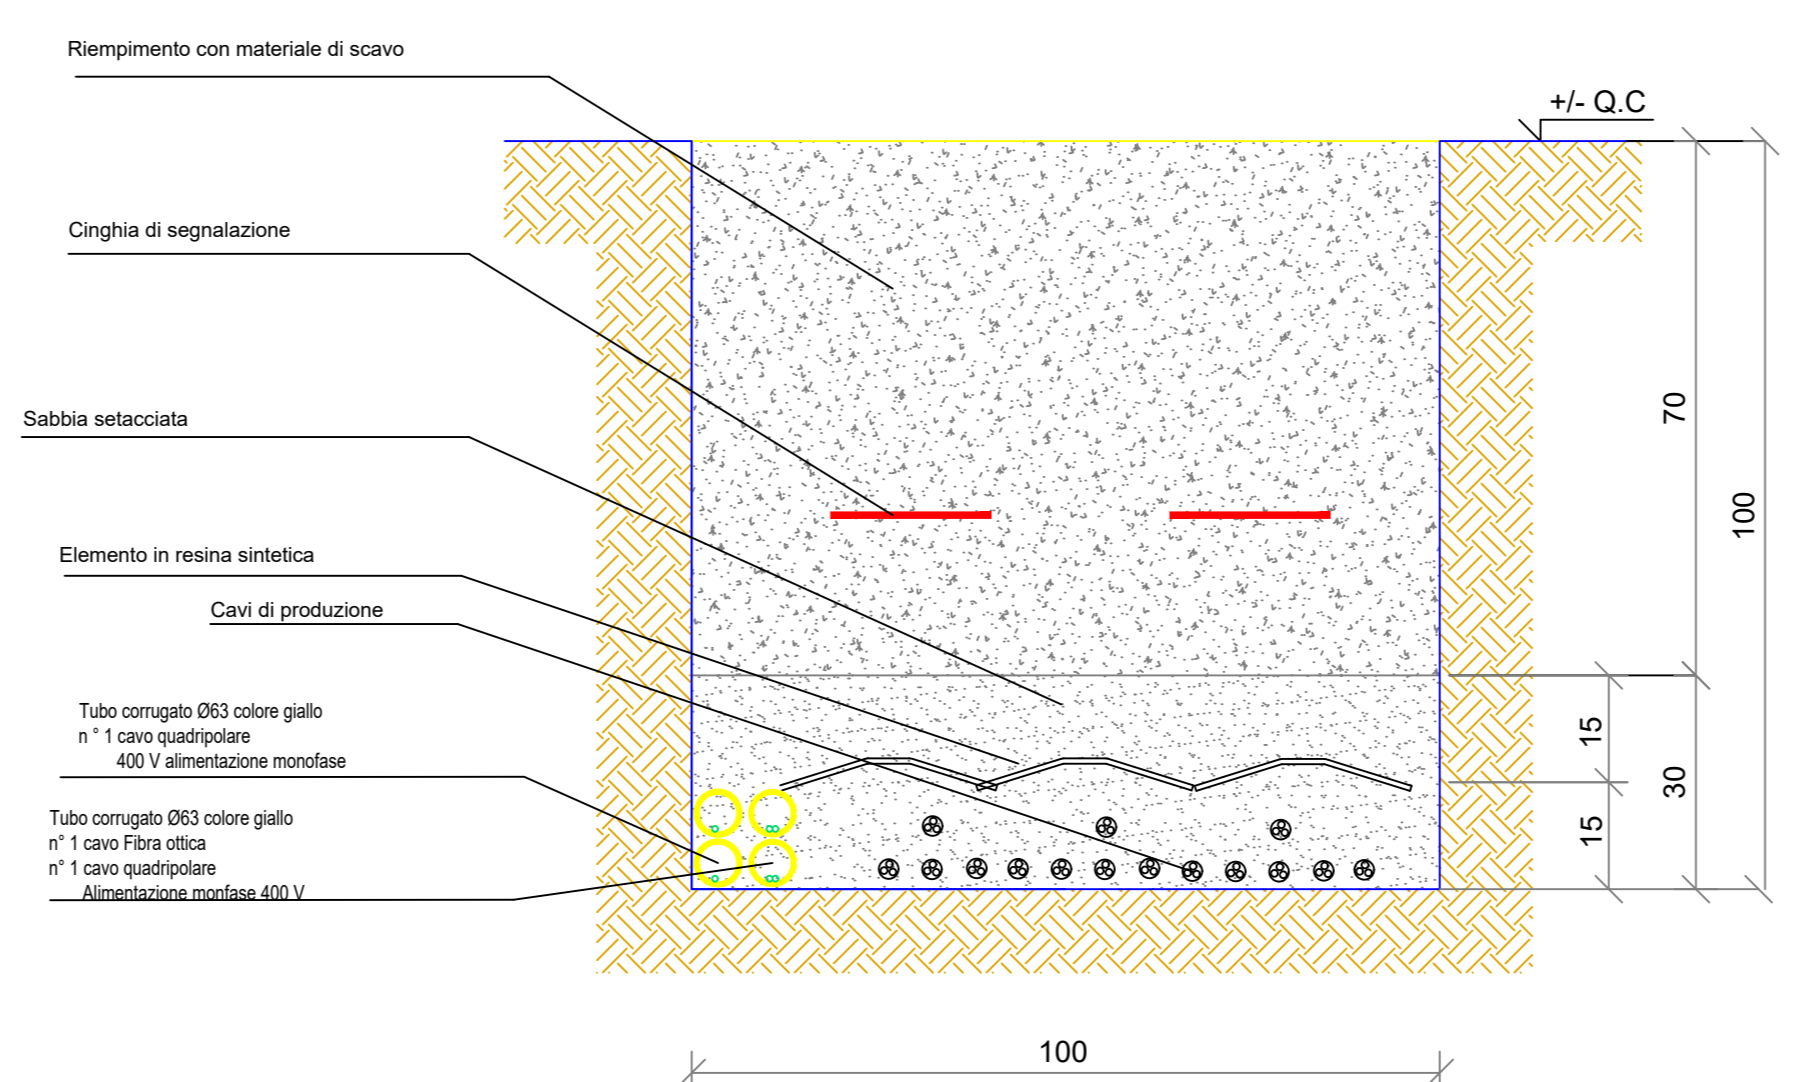 Riempimento con materiale di scavo
+/- Q.C
Cinghia di segnalazione
Sabbia setacciata
70
100
Elemento in resina sintetica
Cavi di produzione
Tubo corrugato Ø63 colore giallo
n ° 1 cavo quadripolare
400 V alimentazione monofase
15
30
15
Tubo corrugato Ø63 colore giallo
n° 1 cavo Fibra ottica
n° 1 cavo quadripolare
Alimentazione monfase 400 V
100